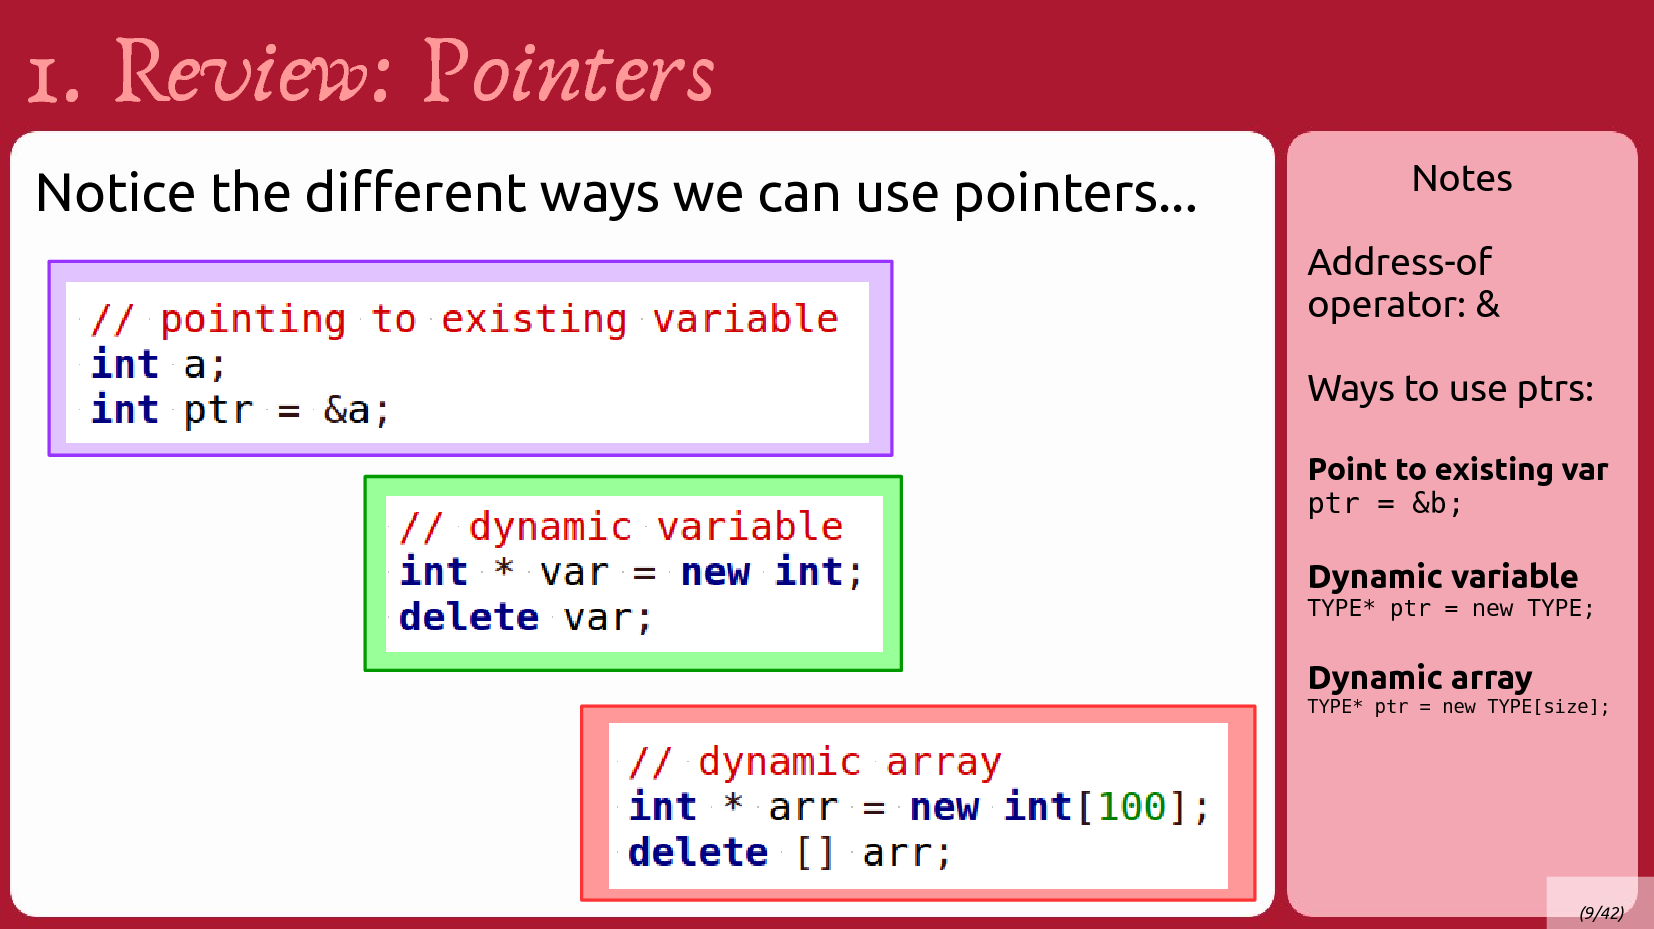 1. Review: Pointers
Notice the different ways we can use pointers...
// pointing to existing variable
int a;
int ptr = &a;
// dynamic variable
int * var = new int;
delete var;
// dynamic array
int * arr = new int[100];
delete [] arr;
Notes
Address-of
operator: &
Ways to use ptrs:
Point to existing var
ptr = &b;
Dynamic variable
TYPE* ptr = new TYPE;
Dynamic array
TYPE* ptr = new TYPE[size];
(9/42)